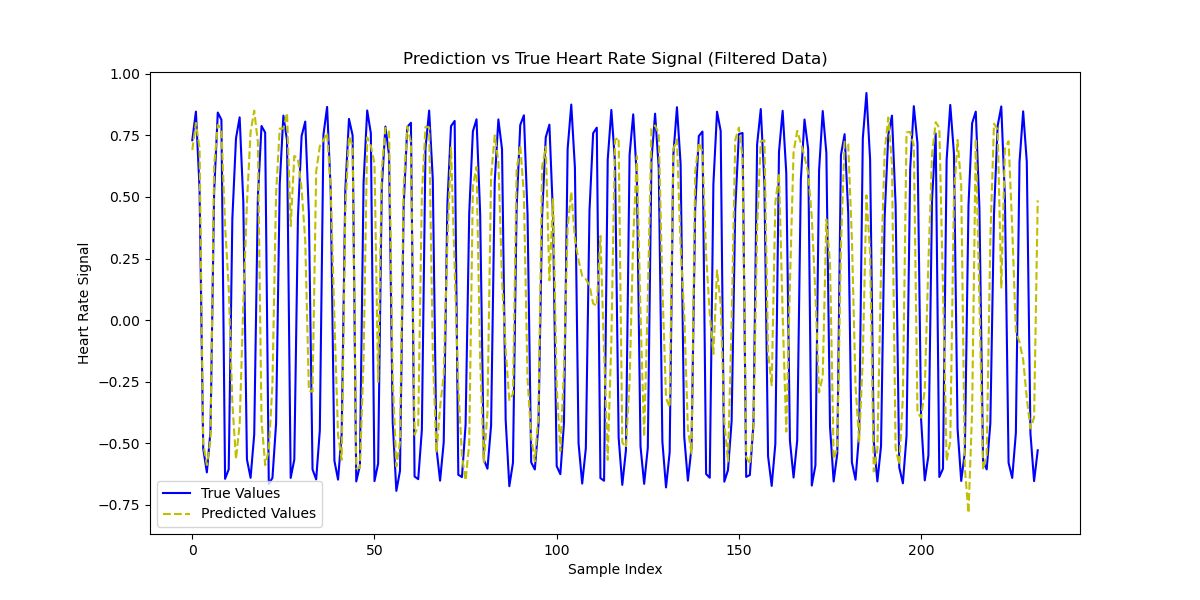 Prediction vs True Heart Rate Signal (Filtered Data)
1.00
0.75
0.50
0.25
0.00
−0.25
−0.50
−0.75
Heart Rate Signal
True Values
Predicted Values
0 50 100 150 200
Sample Index